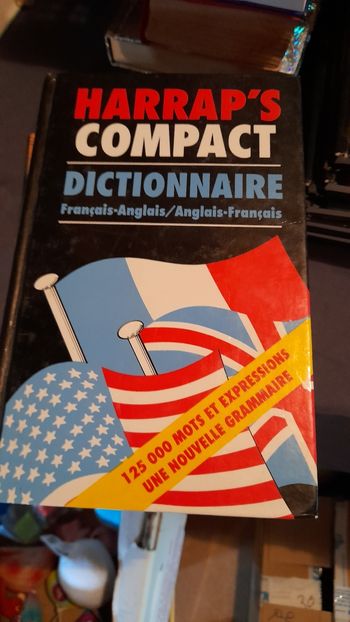 HARRAP'S
COMPACT
DICTIONNAIRE
Français-Anglais/Anglais-Français
125 000 MOTS ET EXPRESSIONS
UNE NOUVELLE GRAMMAIRE